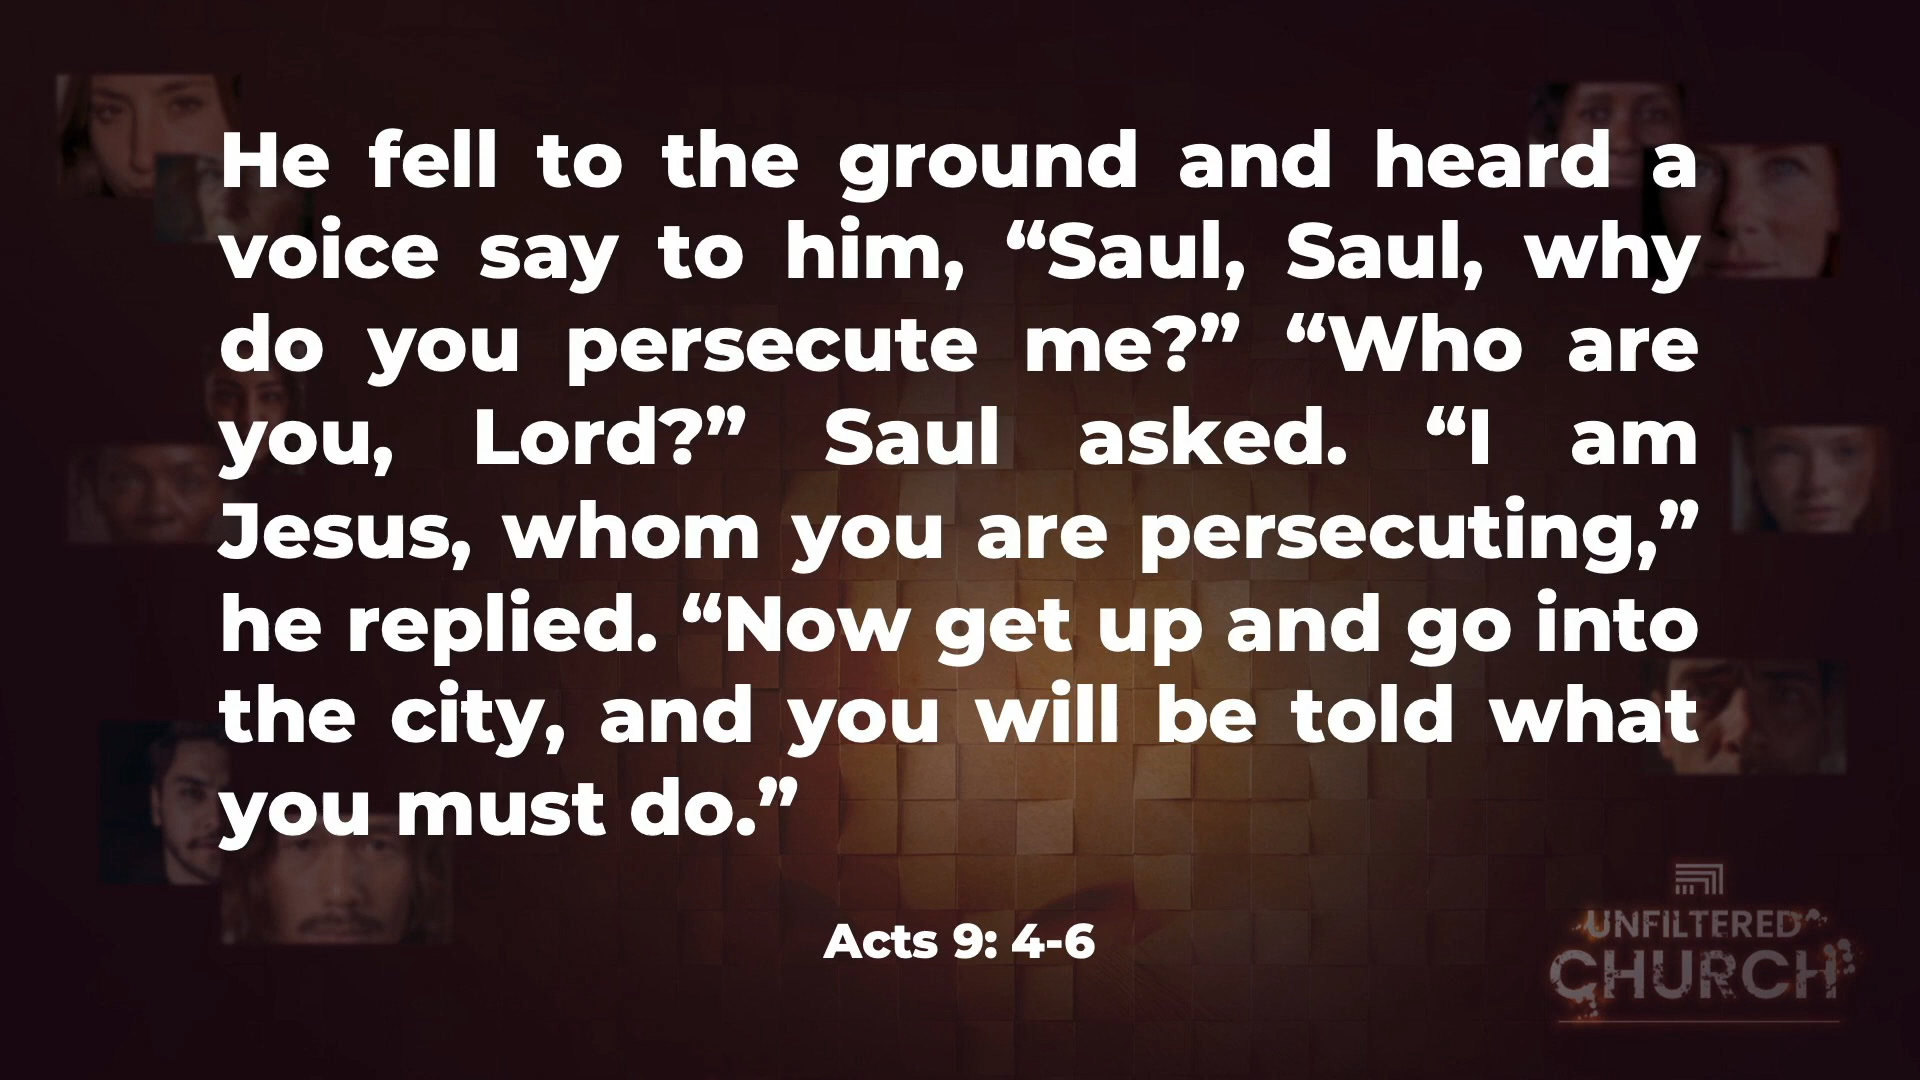 He fell to the ground and heard a
voice say to him, “Saul, Saul, why
do you persecute me?” “Who are
you, Lord?” Saul asked. “I am
Jesus, whom you are persecuting,”
he replied. “Now get up and go into
the city, and you will be told what
you must do.”
Acts 9: 4-6
UNFILTERED
CHURCH